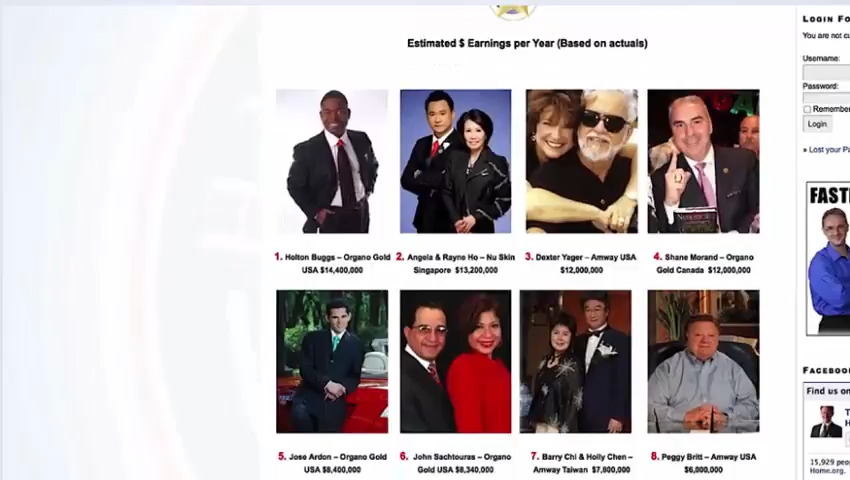 Estimated $ Earnings per Year (Based on actuals)
1. Holton Buggs – Organo Gold
USA $14,400,000
2. Angela & Rayne Ho – Nu Skin
Singapore $13,200,000
3. Dexter Yager – Amway USA
$12,000,000
4. Shane Morand – Organo
Gold Canada $12,000,000
5. Jose Ardon – Organo Gold
USA $8,400,000
6. John Sachtouras – Organo
Gold USA $8,340,000
7. Barry Chi & Holly Chen –
Amway Taiwan $7,800,000
8. Peggy Britt – Amway USA
$6,000,000
LOGIN FO
You are not cu
Username:
Password:
Remember
Login
» Lost your Pa
FAST
FACEBOO
Find us on
T
H
15,929 peop
Home.org.